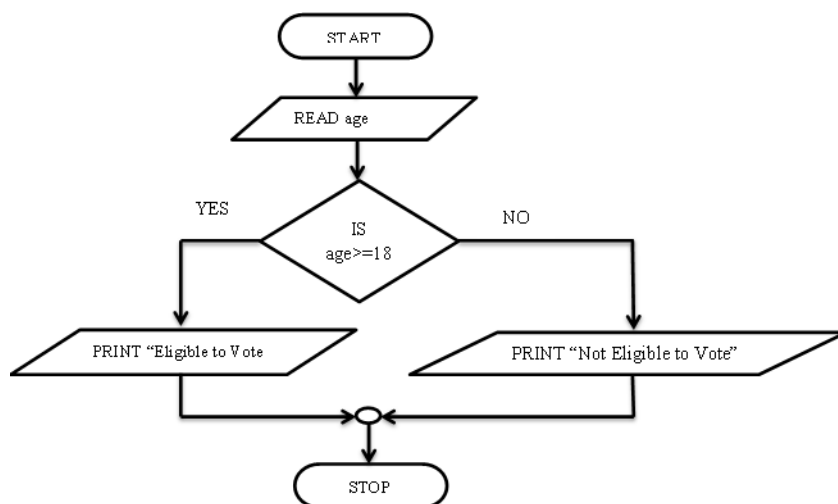 START
READ age
YES
NO
IS
age>=18
PRINT “Eligible to Vote
PRINT “Not Eligible to Vote”
STOP